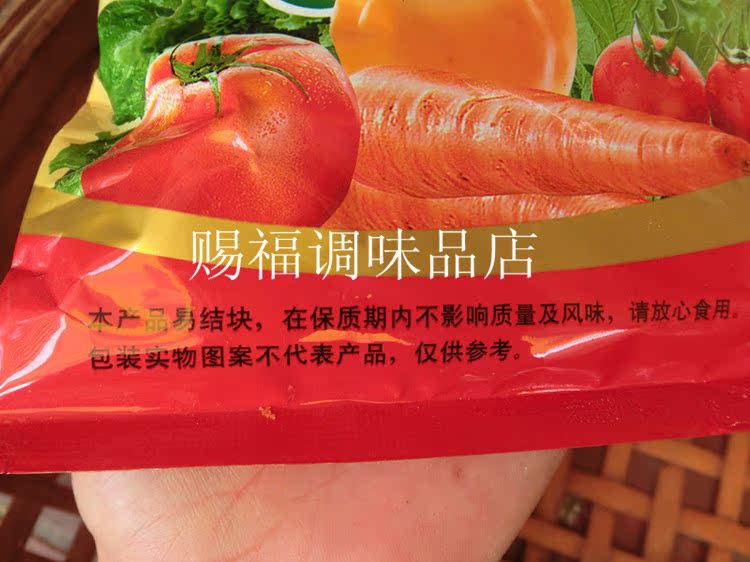 赐福调味品店
本产品易结块，在保质期内不影响质量及风味，请放心食用。
包装实物图案不代表产品，仅供参考。